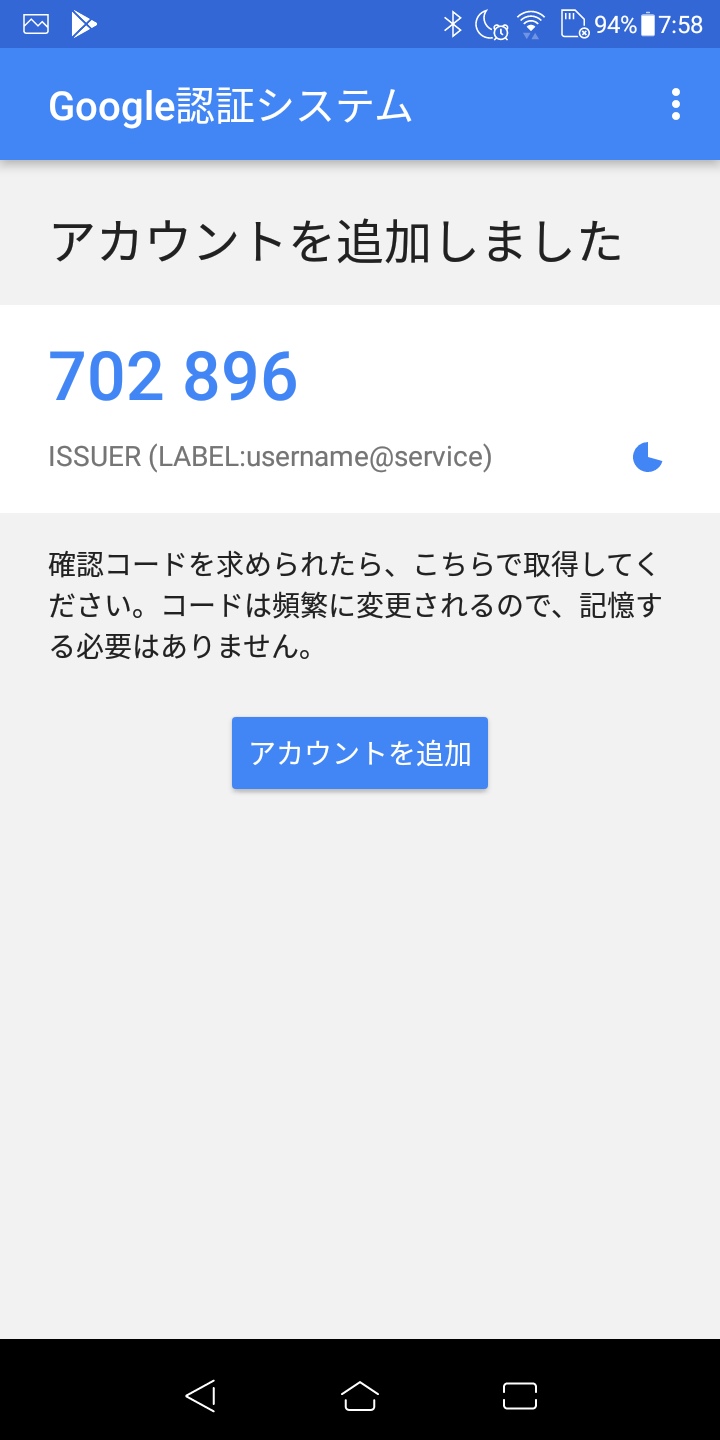 94% 7:58
Google認証システム
アカウントを追加しました
702 896
ISSUER (LABEL:username@service)
確認コードを求められたら、こちらで取得してく
ださい。コードは頻繁に変更されるので、記憶す
る必要はありません。
アカウントを追加